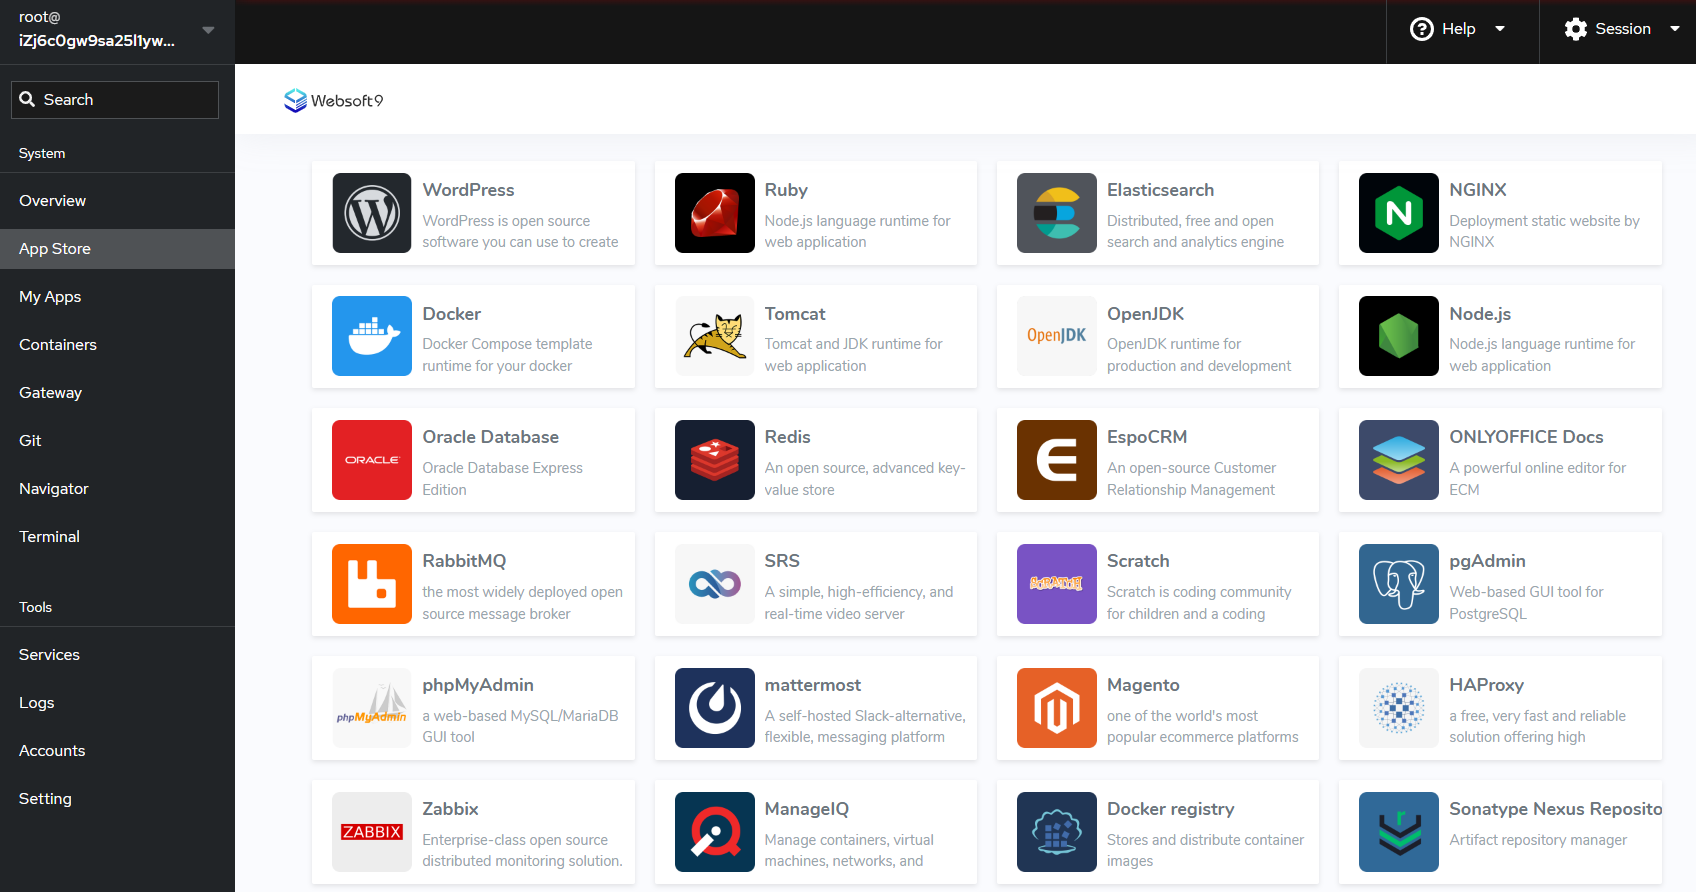 root@
iZj6c0gw9sa25l1yw...
Help
Session
Search
Websoft9
System
Overview
App Store
My Apps
Containers
Gateway
Git
Navigator
Terminal
Tools
Services
Logs
Accounts
Setting
WordPress
WordPress is open source
software you can use to create
Ruby
Node.js language runtime for
web application
Elasticsearch
Distributed, free and open
search and analytics engine
NGINX
Deployment static website by
NGINX
Docker
Docker Compose template
runtime for your docker
Tomcat
Tomcat and JDK runtime for
web application
OpenJDK
OpenJDK
OpenJDK runtime for
production and development
Node.js
Node.js language runtime for
web application
ORACLE
Oracle Database
Oracle Database Express
Edition
Redis
An open source, advanced key-
value store
EspoCRM
An open-source Customer
Relationship Management
ONLYOFFICE Docs
A powerful online editor for
ECM
RabbitMQ
the most widely deployed open
source message broker
SRS
A simple, high-efficiency, and
real-time video server
SCRATCH
Scratch
Scratch is coding community
for children and a coding
pgAdmin
Web-based GUI tool for
PostgreSQL
phpMyAdmin
phpMyAdmin
a web-based MySQL/MariaDB
GUI tool
mattermost
A self-hosted Slack-alternative,
flexible, messaging platform
Magento
one of the world's most
popular ecommerce platforms
HAProxy
a free, very fast and reliable
solution offering high
ZABBIX
Zabbix
Enterprise-class open source
distributed monitoring solution.
ManageIQ
Manage containers, virtual
machines, networks, and
Docker registry
Stores and distribute container
images
r
Sonatype Nexus Reposito
Artifact repository manager